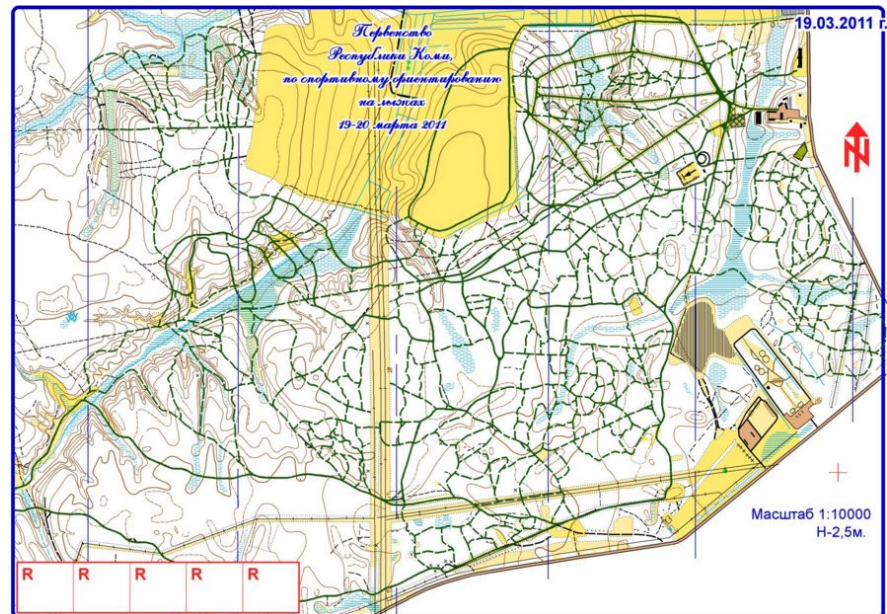 19.03.2011 г.
Первенство
Республики Коми,
по спортивному ориентированию
на лыжах
19-20 марта 2011
N
Масштаб 1:10000
Н-2,5м.
R R R R R